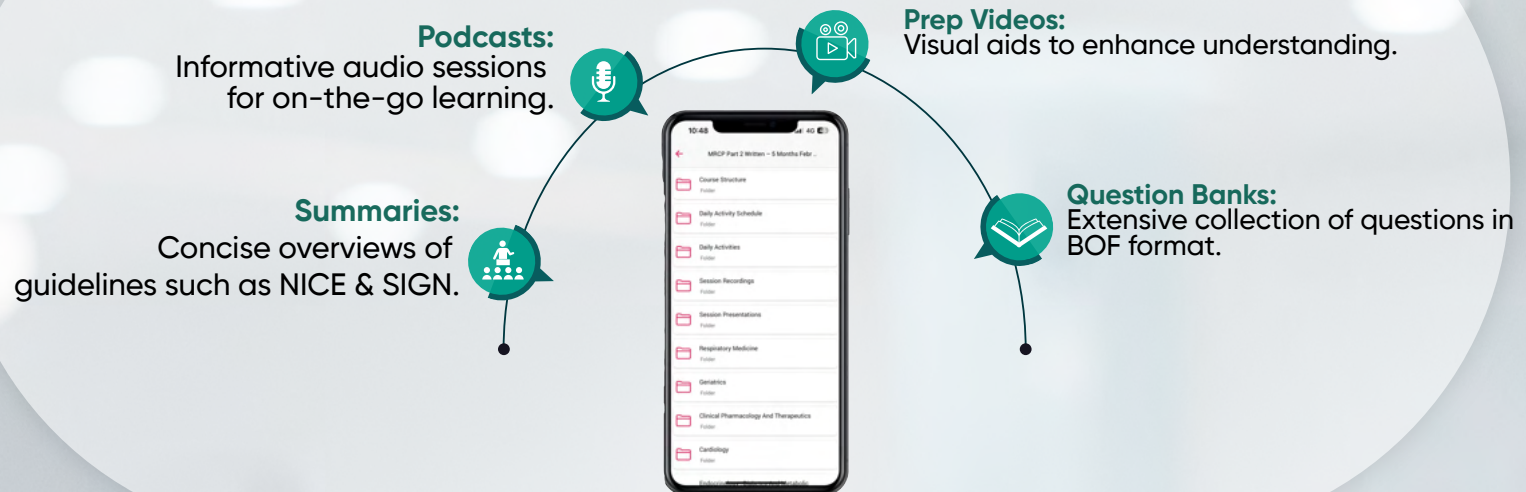 Podcasts:
Informative audio sessions
for on-the-go learning.
Prep Videos:
Visual aids to enhance understanding.
Summaries:
Concise overviews of
guidelines such as NICE & SIGN.
Question Banks:
Extensive collection of questions in
BOF format.
10:48
4G
MRCP Part 2 Written – 5 Months Febr ...
Course Structure
Folder
Daily Activity Schedule
Folder
Daily Activities
Folder
Session Recordings
Folder
Session Presentations
Folder
Respiratory Medicine
Folder
Geriatrics
Folder
Clinical Pharmacology And Therapeutics
Folder
Cardiology
Folder